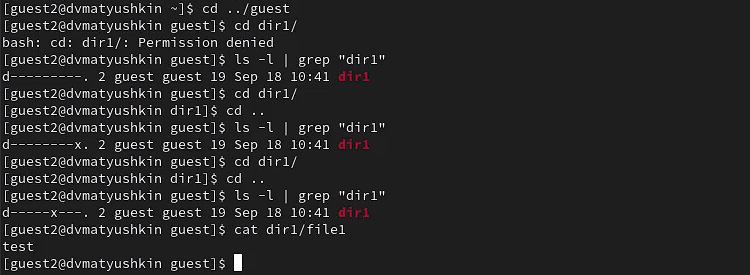 [guest2@dvmatyushkin ~]$ cd ../guest
[guest2@dvmatyushkin guest]$ cd dir1/
bash: cd: dir1/: Permission denied
[guest2@dvmatyushkin guest]$ ls -l | grep "dir1"
d---------. 2 guest guest 19 Sep 18 10:41 dir1
[guest2@dvmatyushkin guest]$ cd dir1/
[guest2@dvmatyushkin dir1]$ cd ..
[guest2@dvmatyushkin guest]$ ls -l | grep "dir1"
d--------x. 2 guest guest 19 Sep 18 10:41 dir1
[guest2@dvmatyushkin guest]$ cd dir1/
[guest2@dvmatyushkin dir1]$ cd ..
[guest2@dvmatyushkin guest]$ ls -l | grep "dir1"
d-----x---. 2 guest guest 19 Sep 18 10:41 dir1
[guest2@dvmatyushkin guest]$ cat dir1/file1
test
[guest2@dvmatyushkin guest]$